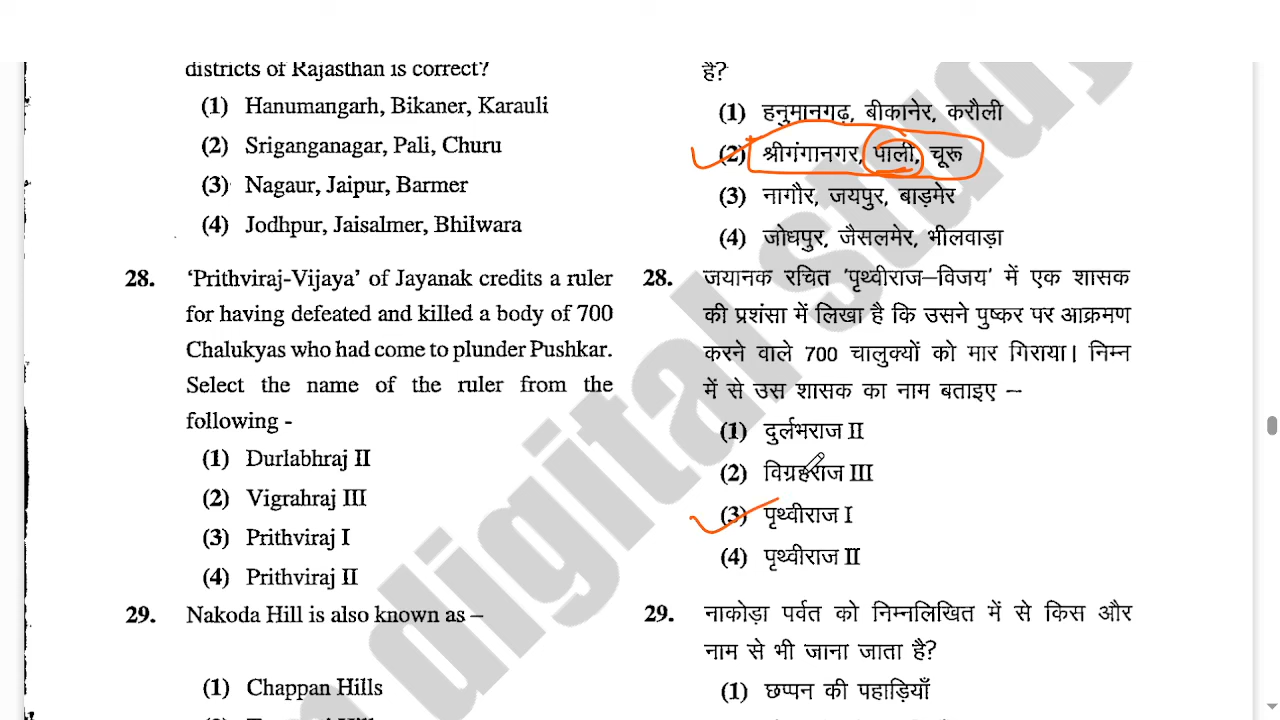 districts of Rajasthan is correct?
(1) Hanumangarh, Bikaner, Karauli
(2) Sriganganagar, Pali, Churu
(3) Nagaur, Jaipur, Barmer
(4) Jodhpur, Jaisalmer, Bhilwara
28. 'Prithviraj-Vijaya' of Jayanak credits a ruler
for having defeated and killed a body of 700
Chalukyas who had come to plunder Pushkar.
Select the name of the ruler from the
following -
(1) Durlabhraj II
(2) Vigrahraj III
(3) Prithviraj I
(4) Prithviraj II
29. Nakoda Hill is also known as –
(1) Chappan Hills
है?
(1) हनुमानगढ़, बीकानेर, करौली
(2) श्रीगंगानगर, पाली, चूरू
(3) नागौर, जयपुर, बाड़मेर
(4) जोधपुर, जैसलमेर, भीलवाड़ा
28. जयानक रचित 'पृथ्वीराज–विजय' में एक शासक
की प्रशंसा में लिखा है कि उसने पुष्कर पर आक्रमण
करने वाले 700 चालुक्यों को मार गिराया। निम्न
में से उस शासक का नाम बताइए –
(1) दुर्लभराज II
(2) विग्रहराज III
(3) पृथ्वीराज I
(4) पृथ्वीराज II
29. नाकोड़ा पर्वत को निम्नलिखित में से किस और
नाम से भी जाना जाता है?
(1) छप्पन की पहाड़ियाँ
digital study